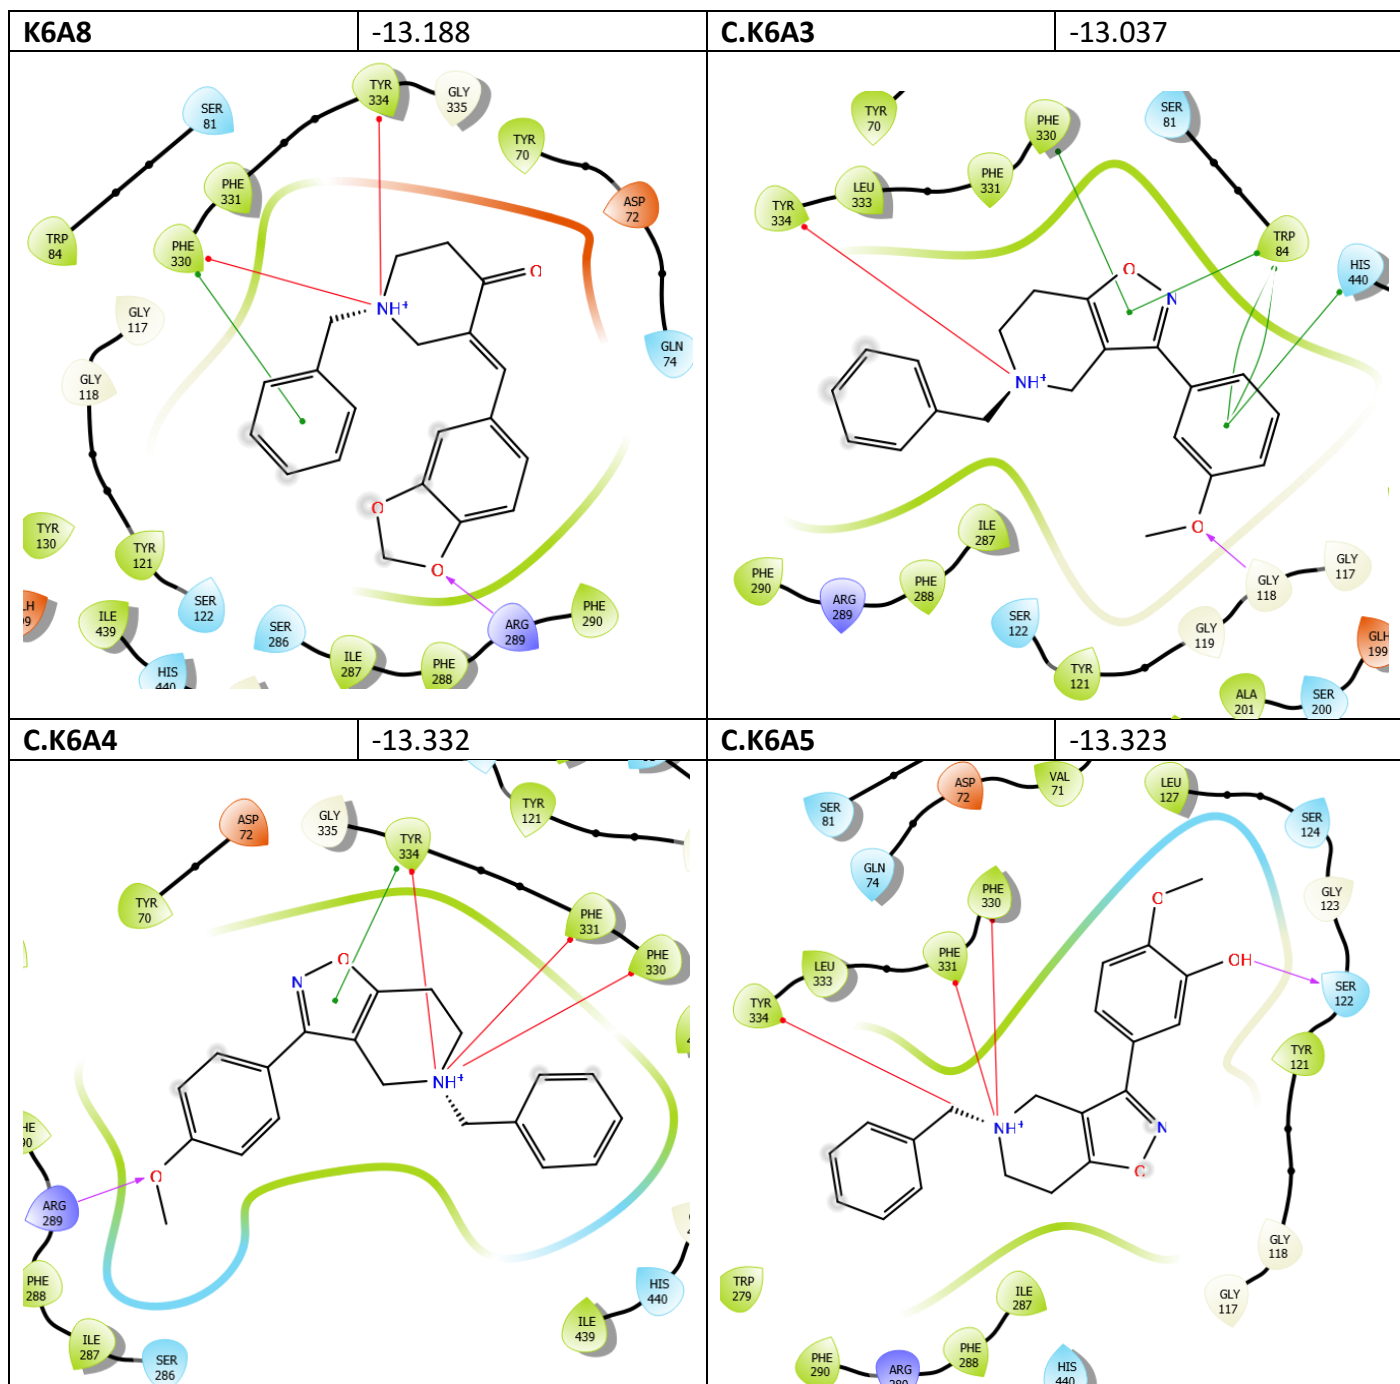 K6A8 -13.188 C.K6A3 -13.037
TYR 334
GLY 335
SER 81
TYR 70
PHE 331
ASP 72
TRP 84
PHE 330
O
NH+
GLY 117
GLN 74
GLY 118
O
TYR 130
TYR 121
O
SER 122
ILE 439
SER 286
ARG 289
PHE 290
HIS 440
ILE 287
PHE 288
TYR 70
PHE 330
SER 81
PHE 331
LEU 333
TYR 334
TRP 84
HIS 440
O
N
NH+
O
ILE 287
PHE 290
ARG 289
PHE 288
GLY 118
GLY 117
SER 122
GLY 119
TYR 121
GLH 199
ALA 201
SER 200
C.K6A4 -13.332 C.K6A5 -13.323
TYR 121
ASP 72
GLY 335
TYR 334
TYR 70
PHE 331
PHE 330
O
N
NH+
O
ARG 289
PHE 288
ILE 287
SER 286
HIS 440
ILE 439
SER 81
ASP 72
VAL 71
LEU 127
SER 124
GLN 74
PHE 330
GLY 123
O
PHE 331
LEU 333
OH
SER 122
TYR 334
TYR 121
NH+
N
GLY 118
TRP 279
ILE 287
GLY 117
PHE 290
ARG 289
PHE 288
HIS 440